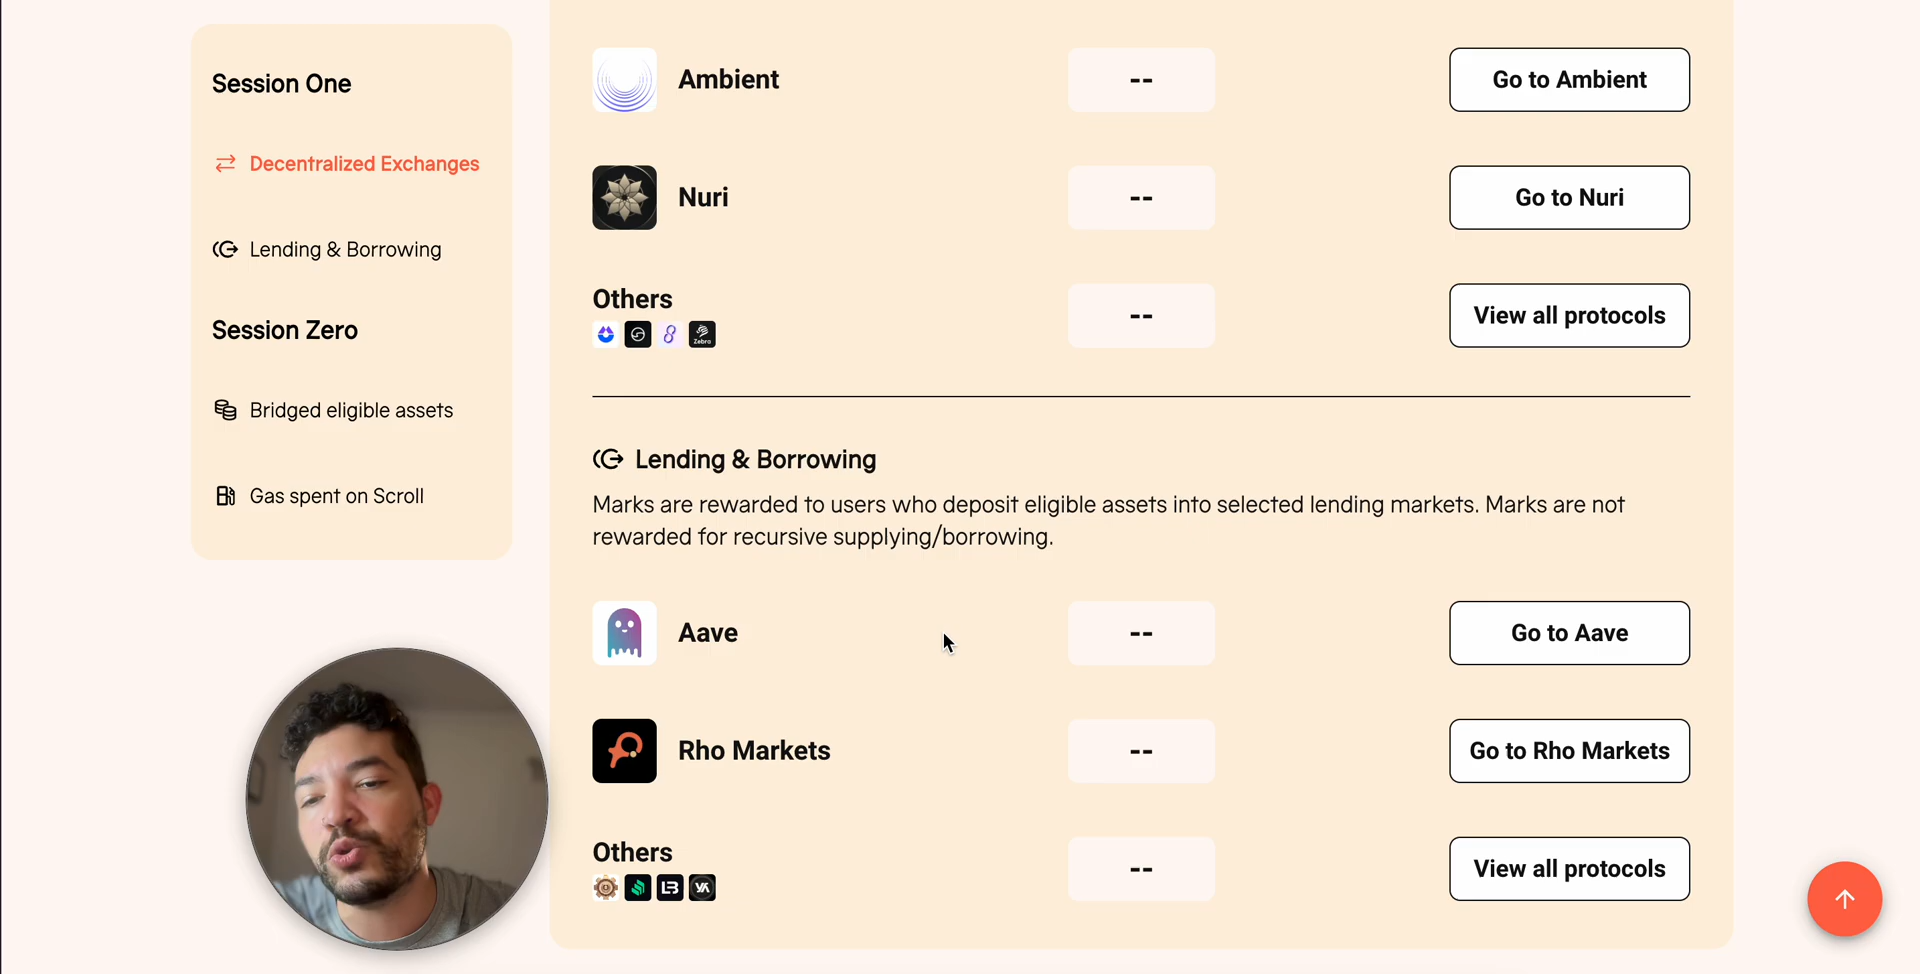 Session One
Decentralized Exchanges
Lending & Borrowing
Session Zero
Bridged eligible assets
Gas spent on Scroll
Ambient
--
Go to Ambient
Nuri
--
Go to Nuri
Others
Zebra
--
View all protocols
Lending & Borrowing
Marks are rewarded to users who deposit eligible assets into selected lending markets. Marks are not
rewarded for recursive supplying/borrowing.
Aave
--
Go to Aave
Rho Markets
--
Go to Rho Markets
Others
--
View all protocols